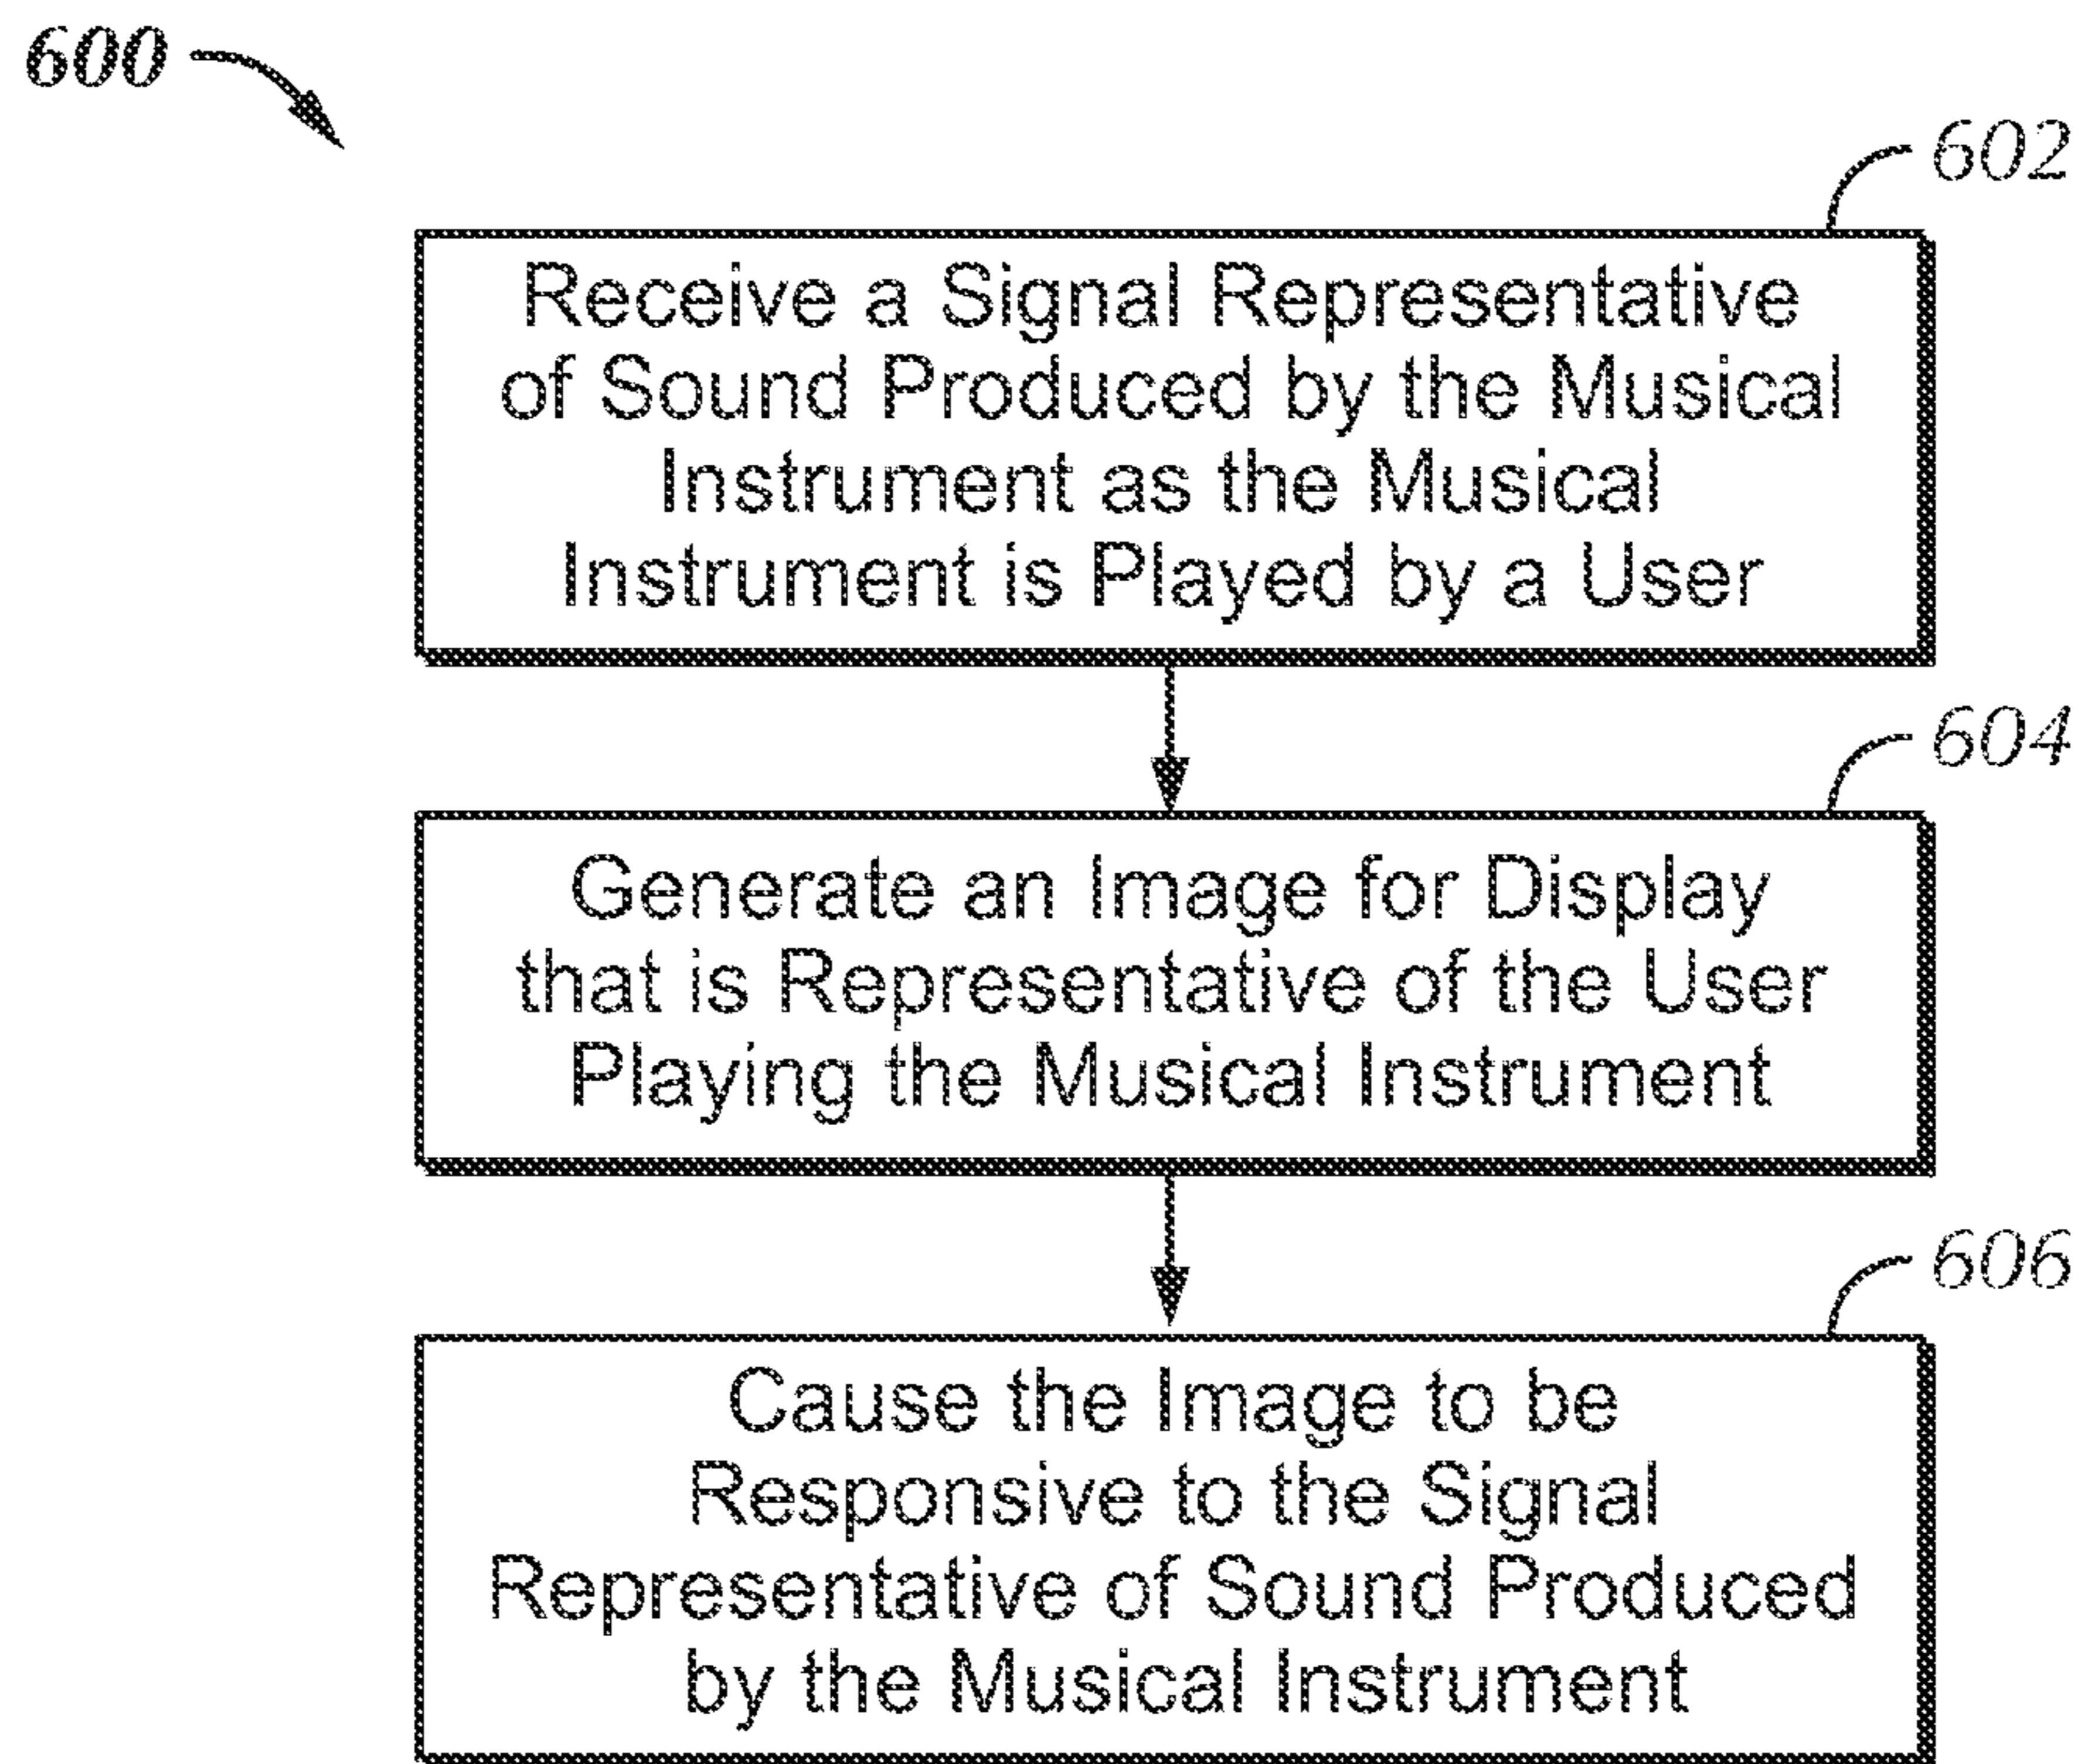 600
602
Receive a Signal Representative
of Sound Produced by the Musical
Instrument as the Musical
Instrument is Played by a User
604
Generate an Image for Display
that is Representative of the User
Playing the Musical Instrument
606
Cause the Image to be
Responsive to the Signal
Representative of Sound Produced
by the Musical Instrument